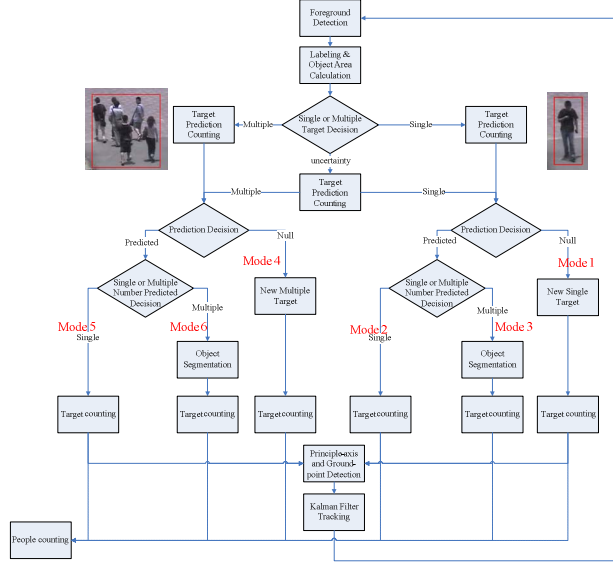 Foreground
Detection
Labeling &
Object Area
Calculation
Target
Prediction
Counting
Multiple
Single or Multiple
Target Decision
Single
Target
Prediction
Counting
uncertainty
Multiple
Target
Prediction
Counting
Single
Prediction Decision
Prediction Decision
Predicted
Null
Predicted
Null
Mode 4
Mode 1
Single or Multiple
Number Predicted
Decision
New Multiple
Target
Single or Multiple
Number Predicted
Decision
New Single
Target
Multiple
Multiple
Mode 5
Mode 6
Mode 2
Mode 3
Single
Single
Object
Segmentation
Object
Segmentation
Target counting
Target counting
Target counting
Target counting
Target counting
Target counting
Principle-axis
and Ground-
point Detection
Kalman Filter
Tracking
People counting